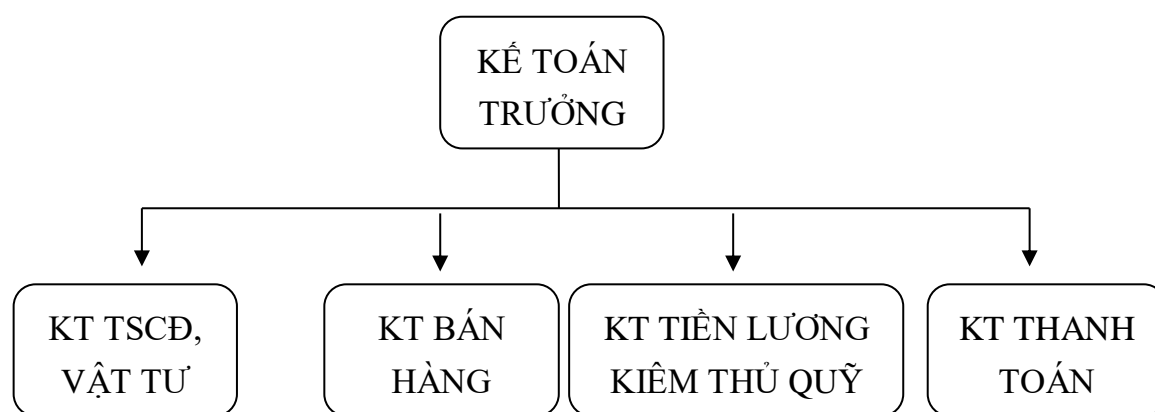 KẾ TOÁN
TRƯỞNG
KT TSCĐ,
VẬT TƯ
KT BÁN
HÀNG
KT TIỀN LƯƠNG
KIÊM THỦ QUỸ
KT THANH
TOÁN